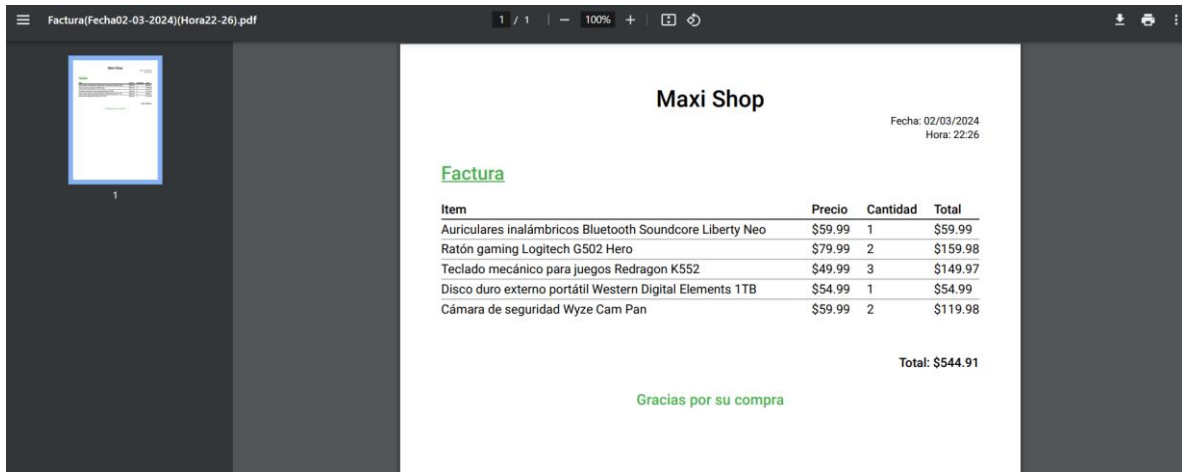 Factura(Fecha02-03-2024)(Hora22-26).pdf 1 / 1 100%
1
Maxi Shop
Fecha: 02/03/2024
Hora: 22:26
Factura
Item Precio Cantidad Total
Auriculares inalámbricos Bluetooth Soundcore Liberty Neo $59.99 1 $59.99
Ratón gaming Logitech G502 Hero $79.99 2 $159.98
Teclado mecánico para juegos Redragon K552 $49.99 3 $149.97
Disco duro externo portátil Western Digital Elements 1TB $54.99 1 $54.99
Cámara de seguridad Wyze Cam Pan $59.99 2 $119.98
Total: $544.91
Gracias por su compra